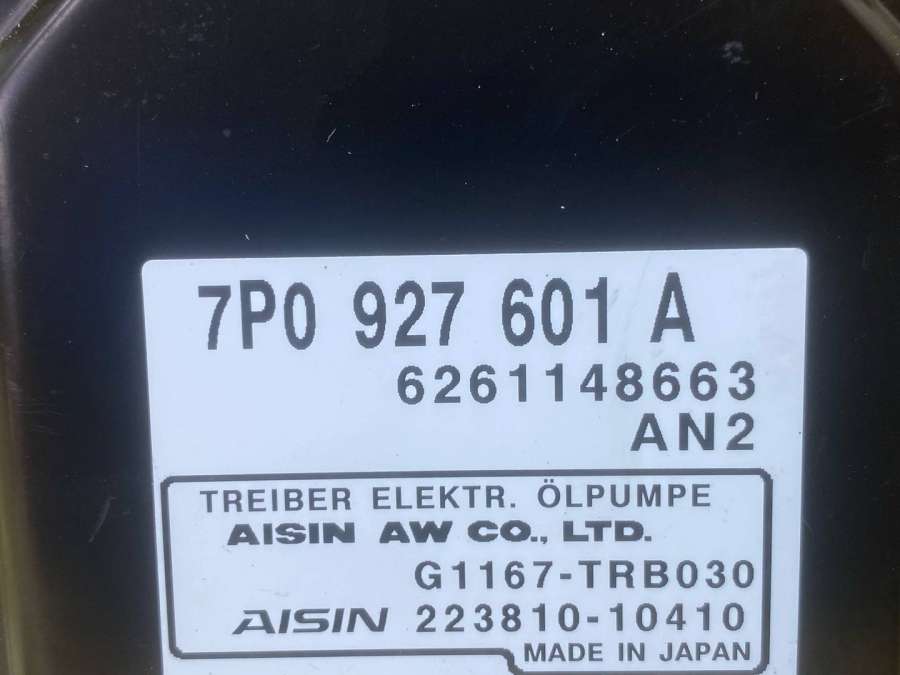 7P0 927 601 A
6261148663
AN2
TREIBER ELEKTR. ÖLPUMPE
AISIN AW CO., LTD.
G1167-TRB030
AISIN 223810-10410
MADE IN JAPAN